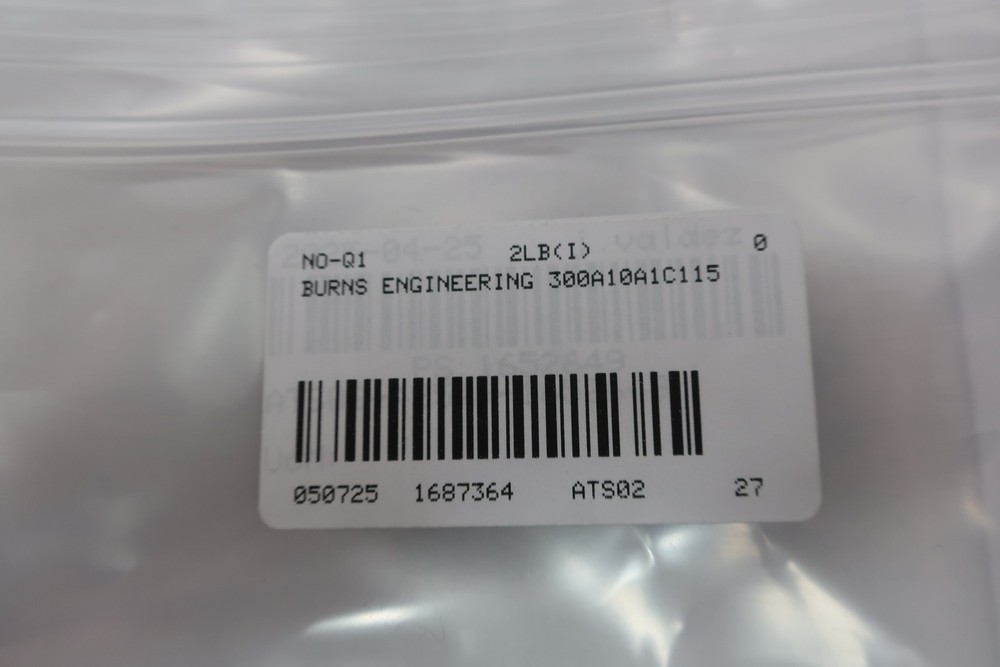 NO-Q1 2LB(I) 0
BURNS ENGINEERING 300A10A1C115
050725 1687364 ATS02 27